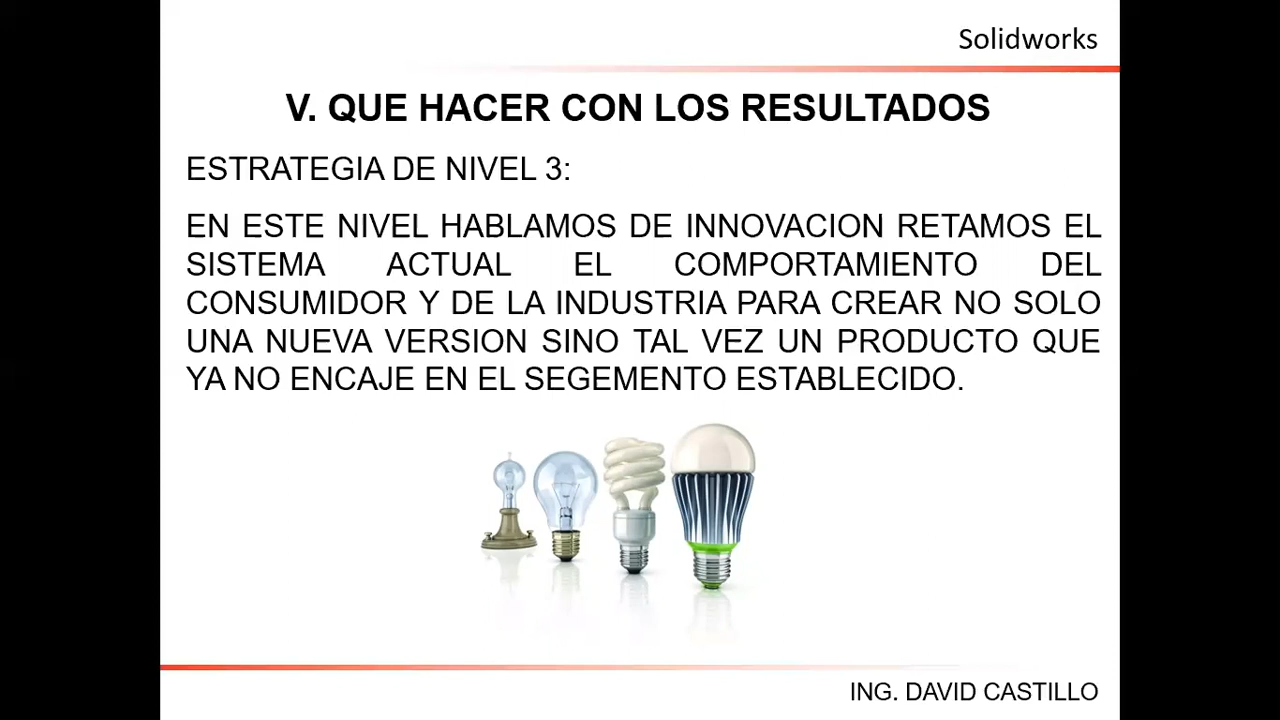 Solidworks
V. QUE HACER CON LOS RESULTADOS
ESTRATEGIA DE NIVEL 3:
EN ESTE NIVEL HABLAMOS DE INNOVACION RETAMOS EL
SISTEMA ACTUAL EL COMPORTAMIENTO DEL
CONSUMIDOR Y DE LA INDUSTRIA PARA CREAR NO SOLO
UNA NUEVA VERSION SINO TAL VEZ UN PRODUCTO QUE
YA NO ENCAJE EN EL SEGEMENTO ESTABLECIDO.
ING. DAVID CASTILLO